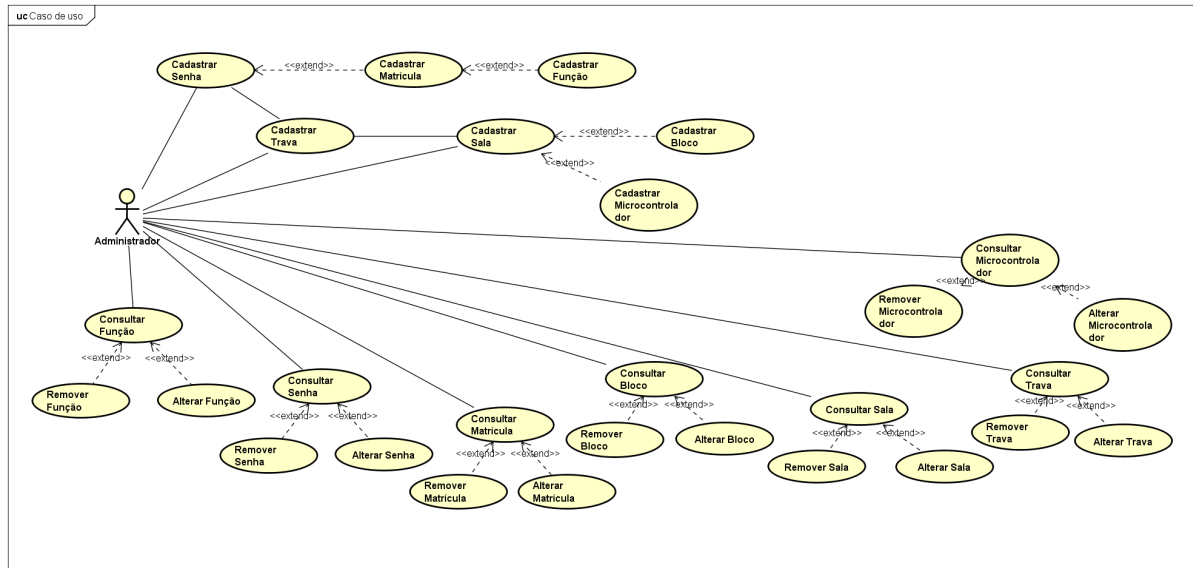 uc Caso de uso
Cadastrar
Senha
<<extend>>
Cadastrar
Matrícula
<<extend>>
Cadastrar
Função
Cadastrar
Trava
Cadastrar
Sala
<<extend>>
Cadastrar
Bloco
<<extend>>
Cadastrar
Microcontrola
dor
Administrador
Consultar
Microcontrola
dor
<<extend>>
<<extend>>
Remover
Microcontrola
dor
Alterar
Microcontrola
dor
Consultar
Função
<<extend>>
<<extend>>
Remover
Função
Alterar Função
Consultar
Senha
<<extend>>
<<extend>>
Remover
Senha
Alterar Senha
Consultar
Matrícula
<<extend>>
<<extend>>
Remover
Matrícula
Alterar
Matrícula
Consultar
Bloco
<<extend>>
<<extend>>
Remover
Bloco
Alterar Bloco
Consultar Sala
<<extend>>
<<extend>>
Remover Sala
Alterar Sala
Consultar
Trava
<<extend>>
<<extend>>
Remover
Trava
Alterar Trava